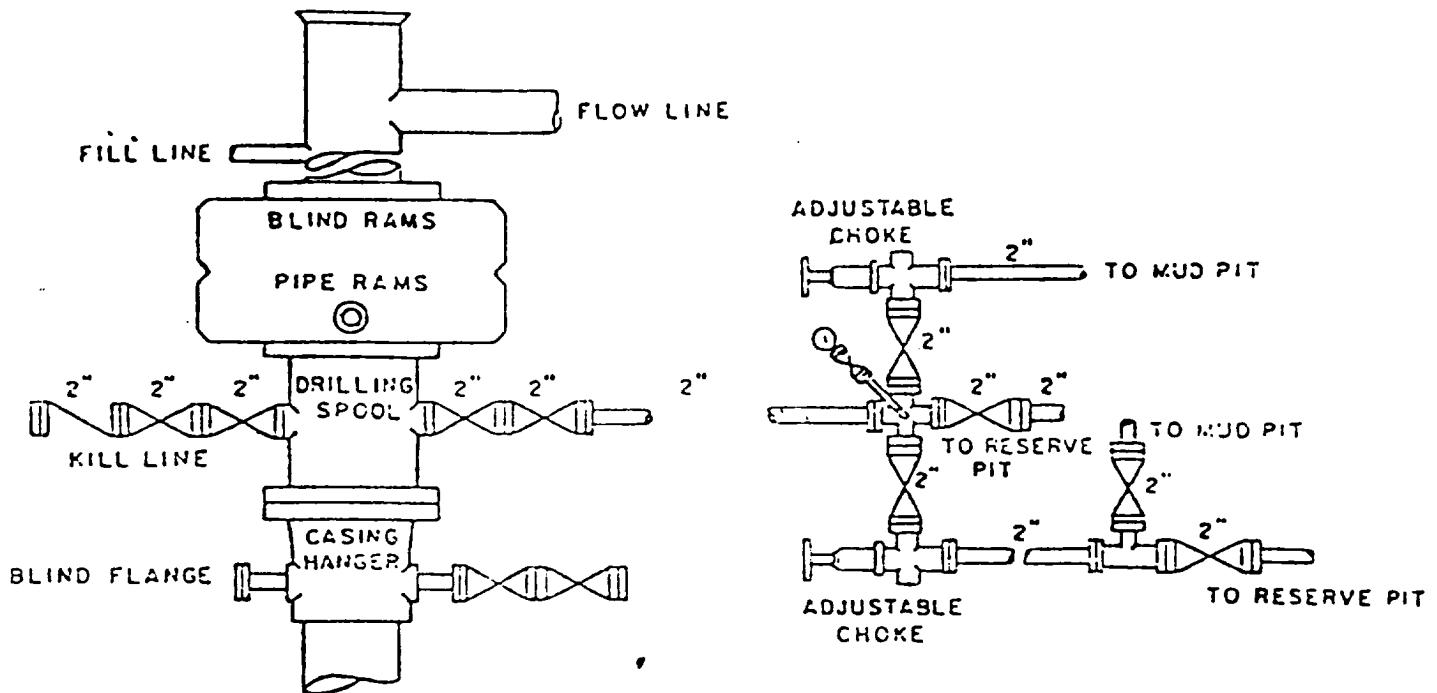 FLOW LINE
FILL LINE
BLIND RAMS
PIPE RAMS
2" 2" 2"
DRILLING
SPOOL
2" 2" 2"
KILL LINE
CASING
HANGER
BLIND FLANGE
ADJUSTABLE
CHOKE
2"
TO MUD PIT
2"
2" 2"
TO RESERVE
PIT
TO MUD PIT
2"
2"
2"
2"
ADJUSTABLE
CHOKE
TO RESERVE PIT